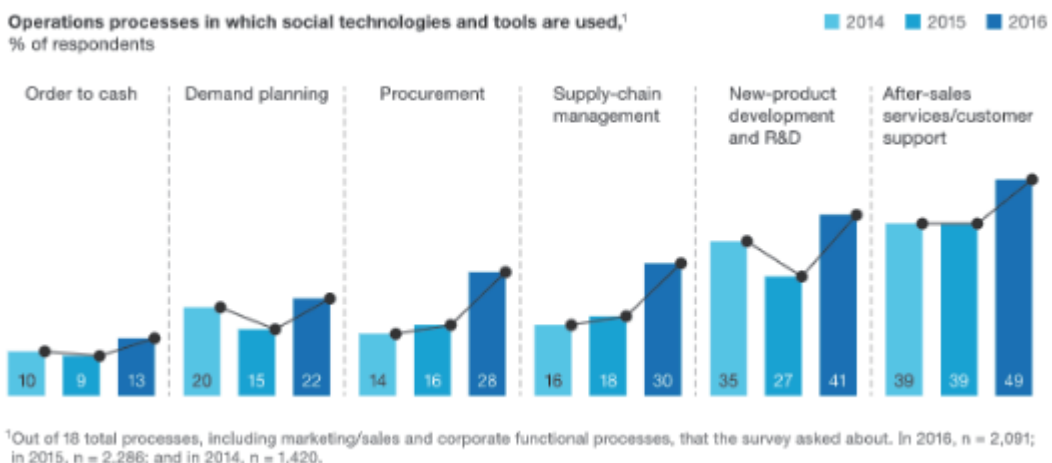 Operations processes in which social technologies and tools are used,¹
% of respondents
2014 2015 2016
Order to cash
Demand planning
Procurement
Supply-chain
management
New-product
development
and R&D
After-sales
services/customer
support
10 9 13
20 15 22
14 16 28
16 18 30
35 27 41
39 39 49
¹Out of 18 total processes, including marketing/sales and corporate functional processes, that the survey asked about. In 2016, n = 2,091;
in 2015, n = 2,286; and in 2014, n = 1,420.